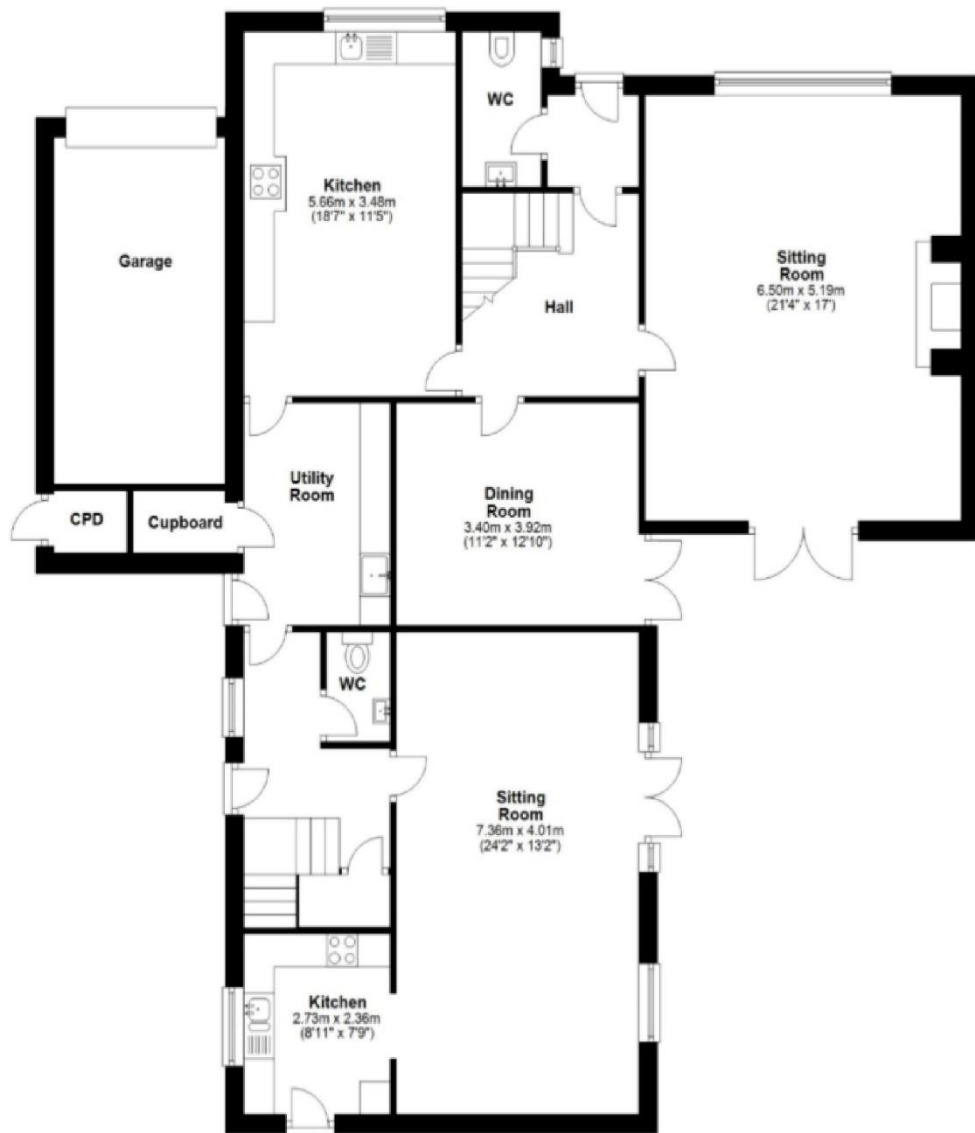 WC
Kitchen
5.66m x 3.48m
(18'7" x 11'5")
Garage
Sitting
Room
6.50m x 5.19m
(21'4" x 17')
Hall
Utility
Room
Dining
Room
3.40m x 3.92m
(11'2" x 12'10")
CPD
Cupboard
WC
Sitting
Room
7.36m x 4.01m
(24'2" x 13'2")
Kitchen
2.73m x 2.36m
(8'11" x 7'9")